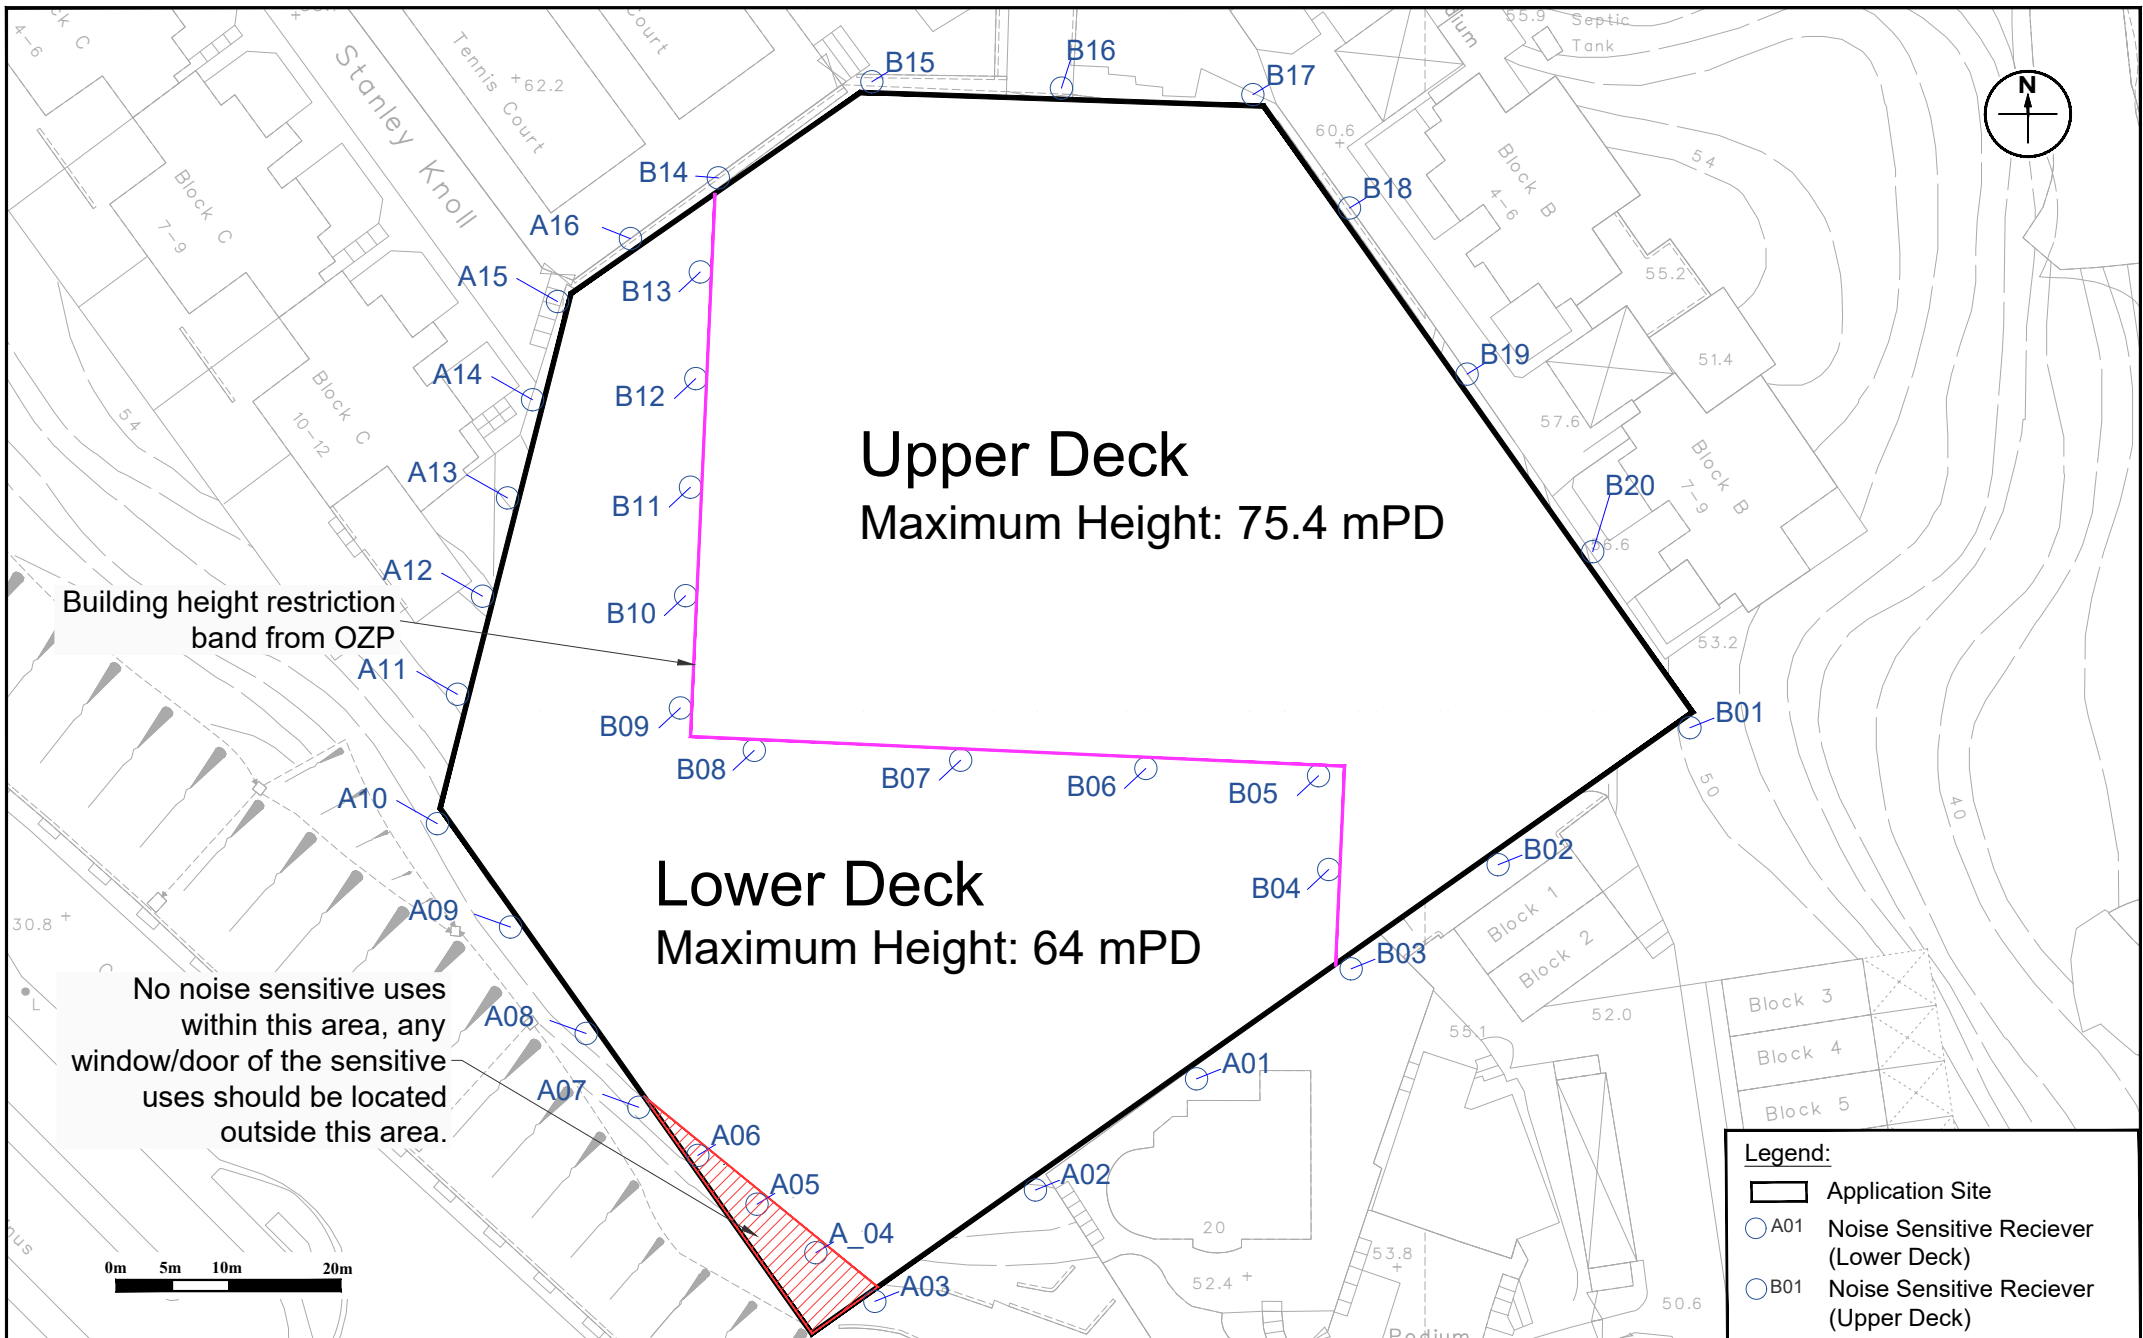 Block C
4-6
Stanley Knoll
Tennis Court
62.2
Court
B15
B16
B17
55.9
Septic
Tank
N
60.6
Block B
4-6
54
Block C
7-9
B14
A16
A15
B13
B18
55.2
A14
B12
B19
51.4
54
Block C
10-12
Upper Deck
Maximum Height: 75.4 mPD
57.6
A13
B11
B20
56.6
Block B
7-9
A12
Building height restriction
band from OZP
B10
53.2
A11
B09
B01
B08
B07
B06
B05
50
40
A10
Lower Deck
Maximum Height: 64 mPD
B04
B02
A09
30.8
B03
Block 1
Block 2
No noise sensitive uses
within this area, any
window/door of the sensitive
uses should be located
outside this area.
L
A08
55.1
52.0
Block 3
Block 4
Block 5
A07
A01
A06
A05
A02
A_04
20
A03
53.8
52.4
50.6
Podium
0m 5m 10m 20m
Legend:
Application Site
A01 Noise Sensitive Reciever
(Lower Deck)
B01 Noise Sensitive Reciever
(Upper Deck)